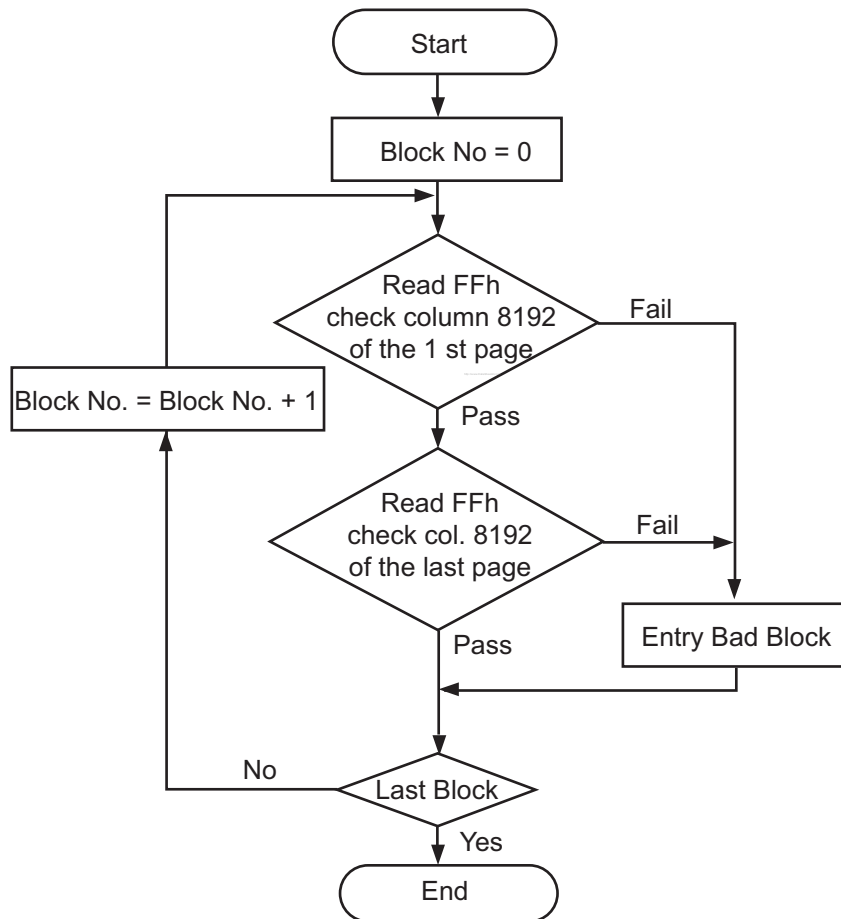 Start
Block No = 0
Read FFh
check column 8192
of the 1 st page
Fail
Block No. = Block No. + 1
Pass
Read FFh
check col. 8192
of the last page
Fail
Entry Bad Block
Pass
No
Last Block
Yes
End